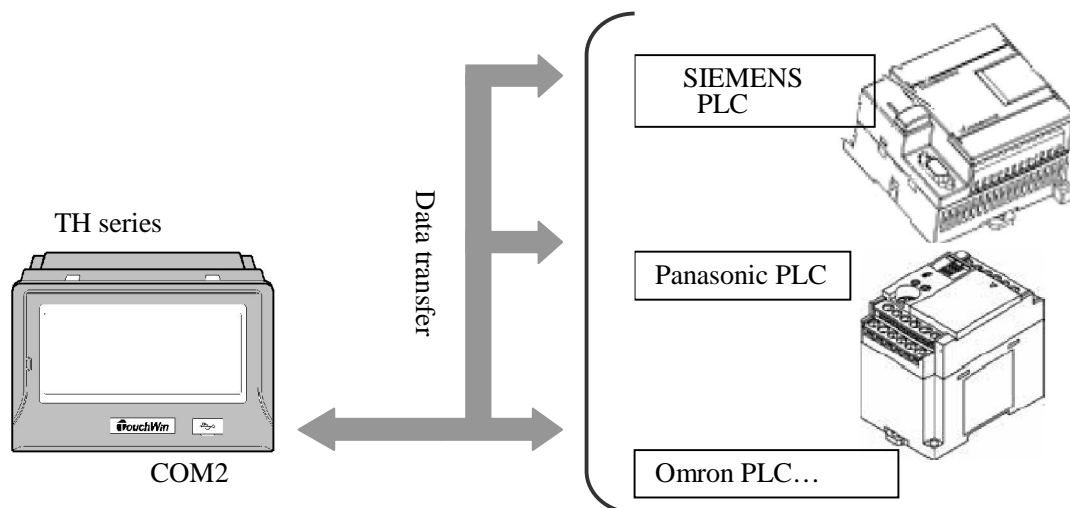 SIEMENS
PLC
Data transfer
TH series
Panasonic PLC
TouchWin
COM2
Omron PLC…